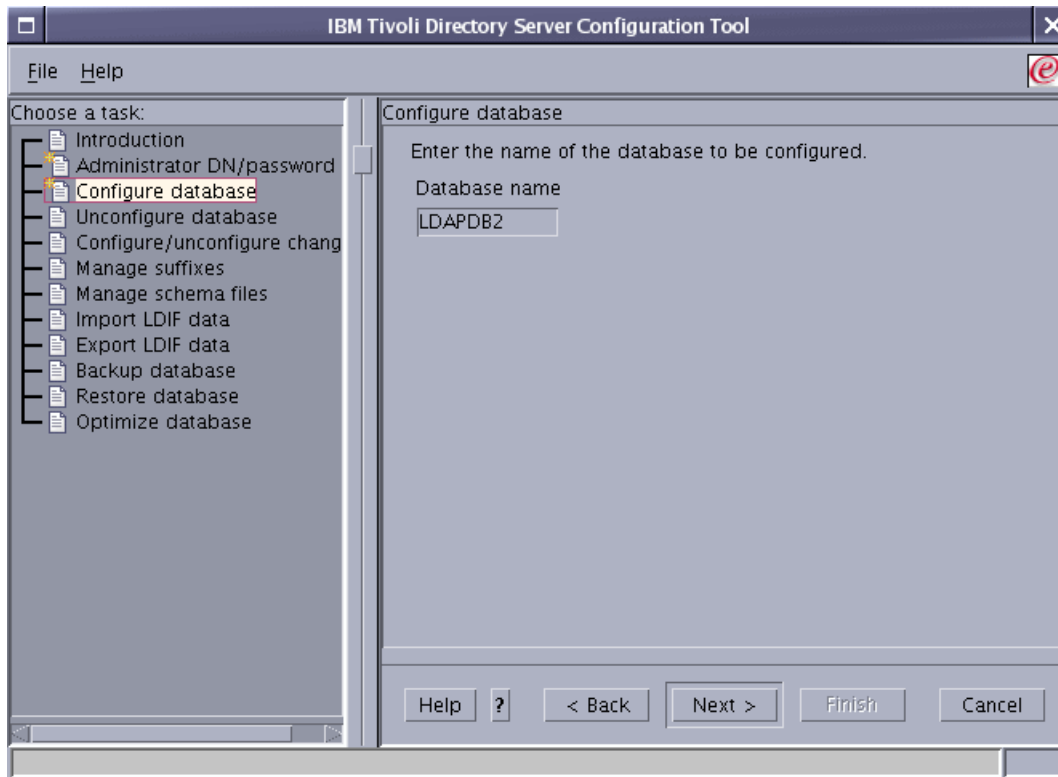 IBM Tivoli Directory Server Configuration Tool
File Help
Choose a task:
Introduction
Administrator DN/password
Configure database
Unconfigure database
Configure/unconfigure chang
Manage suffixes
Manage schema files
Import LDIF data
Export LDIF data
Backup database
Restore database
Optimize database
Configure database
Enter the name of the database to be configured.
Database name
LDAPDB2
Help ? < Back Next > Finish Cancel